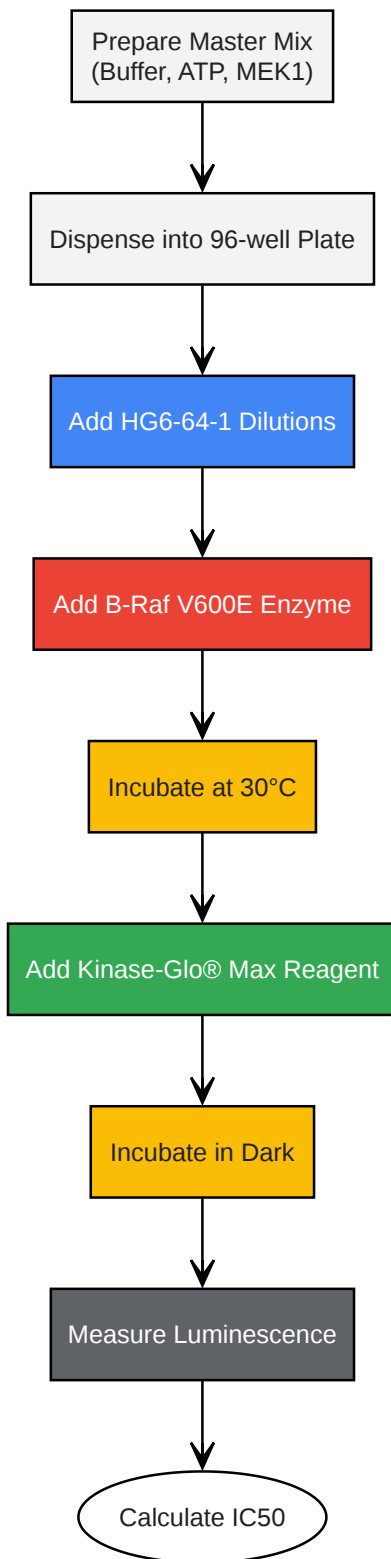 Prepare Master Mix
(Buffer, ATP, MEK1)
Dispense into 96-well Plate
Add HG6-64-1 Dilutions
Add B-Raf V600E Enzyme
Incubate at 30°C
Add Kinase-Glo® Max Reagent
Incubate in Dark
Measure Luminescence
Calculate IC50